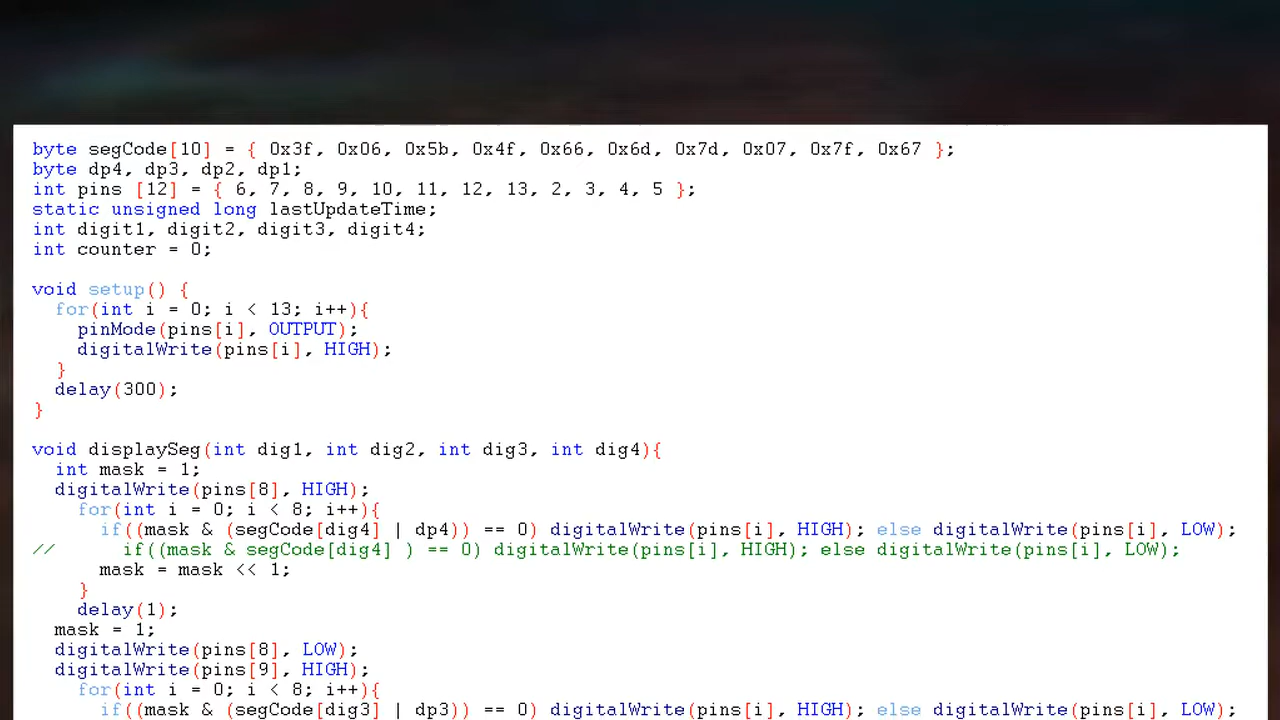 byte segCode[10] = { 0x3f, 0x06, 0x5b, 0x4f, 0x66, 0x6d, 0x7d, 0x07, 0x7f, 0x67 };
byte dp4, dp3, dp2, dp1;
int pins [12] = { 6, 7, 8, 9, 10, 11, 12, 13, 2, 3, 4, 5 };
static unsigned long lastUpdateTime;
int digit1, digit2, digit3, digit4;
int counter = 0;

void setup() {
  for(int i = 0; i < 13; i++){
    pinMode(pins[i], OUTPUT);
    digitalWrite(pins[i], HIGH);
  }
  delay(300);
}

void displaySeg(int dig1, int dig2, int dig3, int dig4){
  int mask = 1;
  digitalWrite(pins[8], HIGH);
    for(int i = 0; i < 8; i++){
      if((mask & (segCode[dig4] | dp4)) == 0) digitalWrite(pins[i], HIGH); else digitalWrite(pins[i], LOW);
//      if((mask & segCode[dig4] ) == 0) digitalWrite(pins[i], HIGH); else digitalWrite(pins[i], LOW);
      mask = mask << 1;
    }
    delay(1);
  mask = 1;
  digitalWrite(pins[8], LOW);
  digitalWrite(pins[9], HIGH);
    for(int i = 0; i < 8; i++){
      if((mask & (segCode[dig3] | dp3)) == 0) digitalWrite(pins[i], HIGH); else digitalWrite(pins[i], LOW);